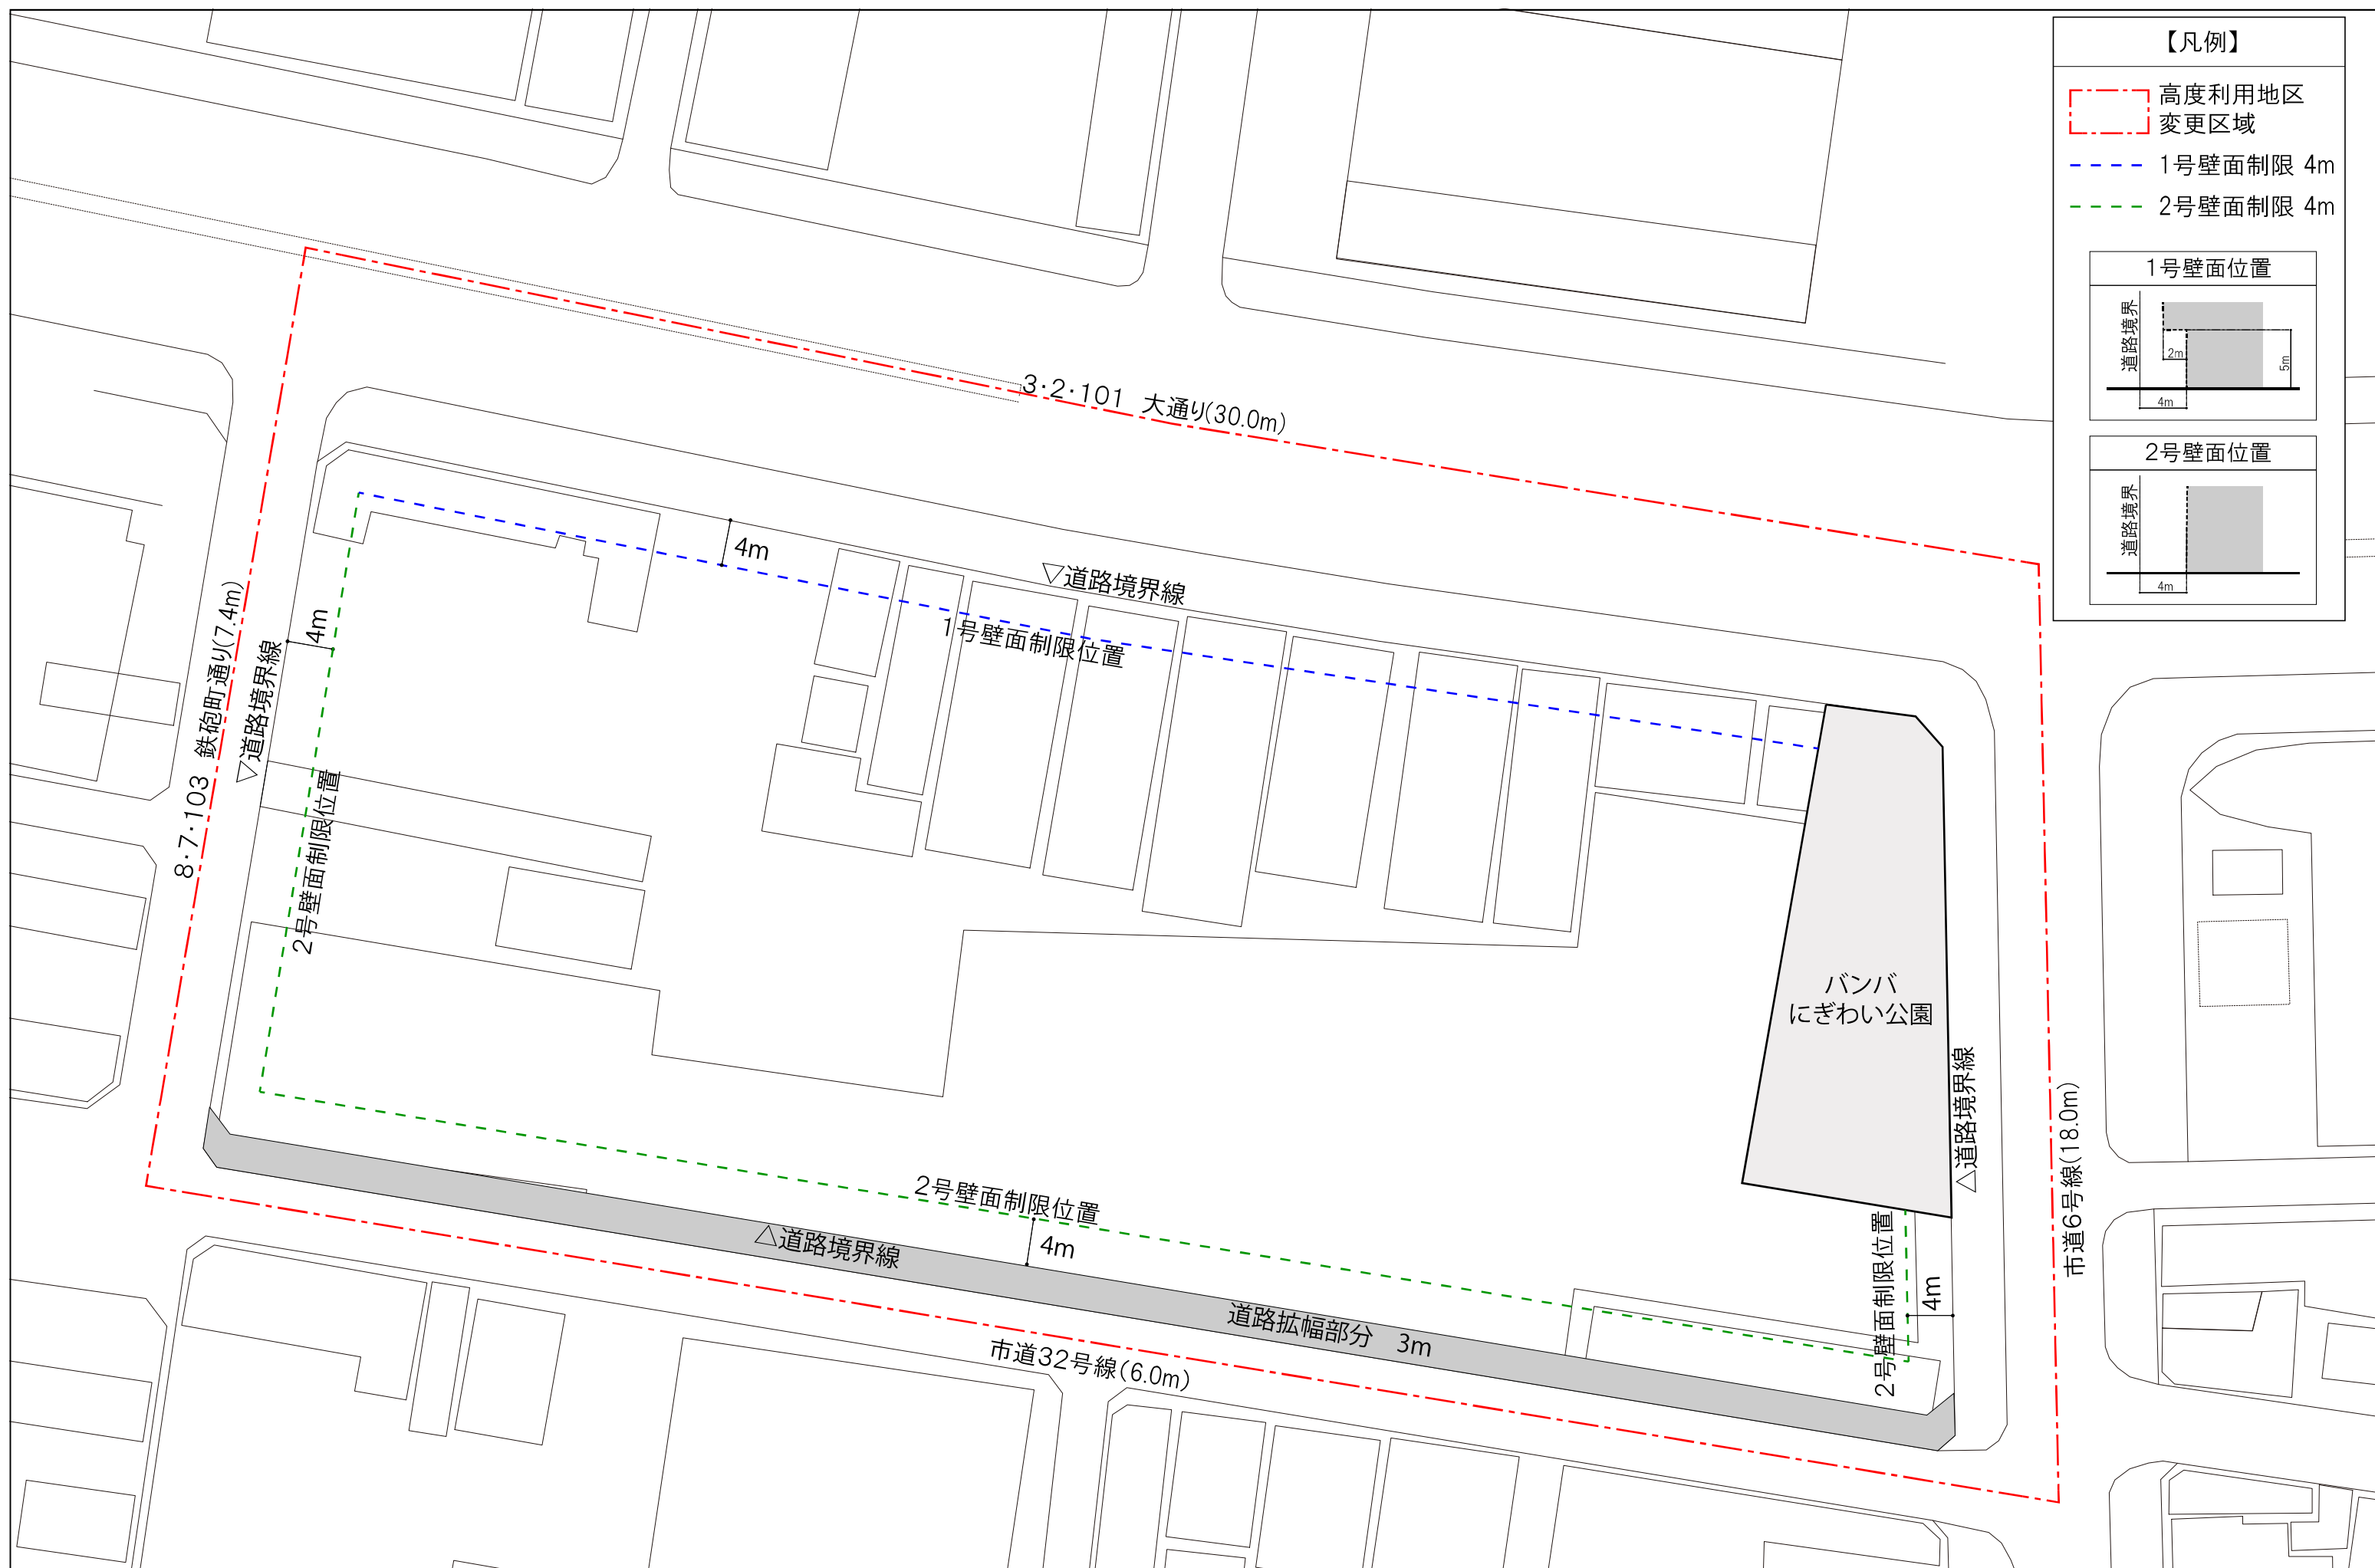 【凡例】
高度利用地区
変更区域
1号壁面制限 4m
2号壁面制限 4m
1号壁面位置
道路境界
2m
5m
4m
2号壁面位置
道路境界
4m
3・2・101 大通り(30.0m)
4m
▽道路境界線
1号壁面制限位置
8・7・103 鉄砲町通り(7.4m)
▽道路境界線
4m
2号壁面制限位置
バンバ
にぎわい公園
△道路境界線
市道6号線(18.0m)
2号壁面制限位置
4m
2号壁面制限位置
4m
△道路境界線
道路拡幅部分 3m
市道32号線(6.0m)